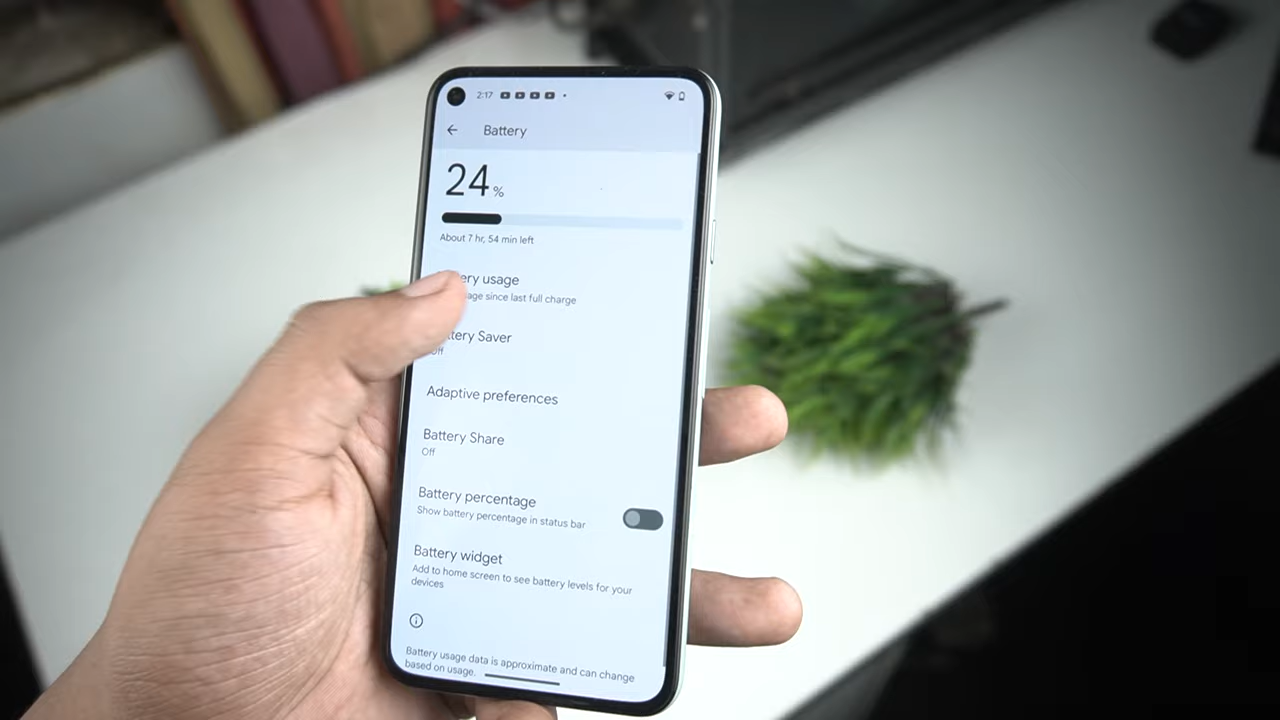 2:17
Battery
24%
About 7 hr, 54 min left
ery usage
age since last full charge
tery Saver
Off
Adaptive preferences
Battery Share
Off
Battery percentage
Show battery percentage in status bar
Battery widget
Add to home screen to see battery levels for your
devices
Battery usage data is approximate and can change
based on usage.